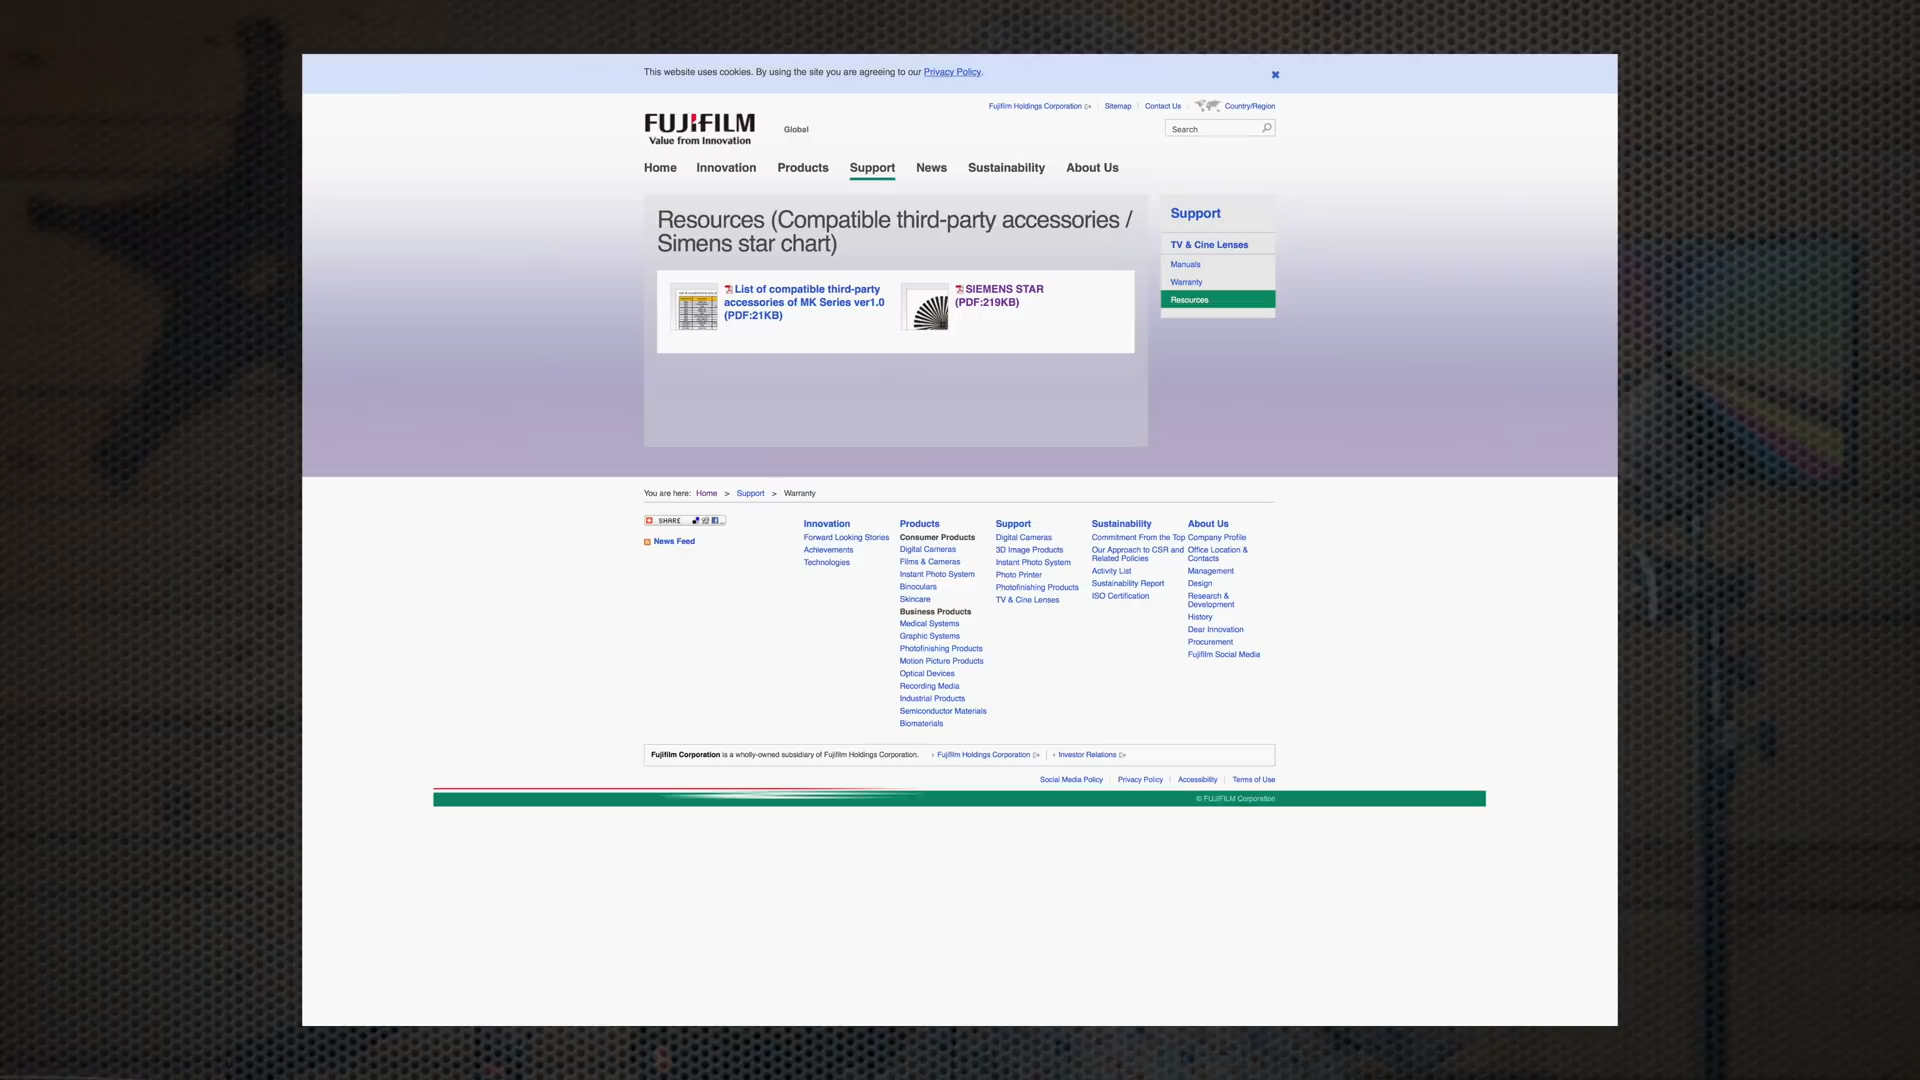 This website uses cookies. By using the site you are agreeing to our Privacy Policy.
Fujifilm Holdings Corporation
Sitemap
Contact Us
Country/Region
FUJIFILM
Value from Innovation
Global
Search
Home
Innovation
Products
Support
News
Sustainability
About Us
Resources (Compatible third-party accessories /
Simens star chart)
List of compatible third-party
accessories of MK Series ver1.0
(PDF:21KB)
SIEMENS STAR
(PDF:219KB)
Support
TV & Cine Lenses
Manuals
Warranty
Resources
You are here: Home > Support > Warranty
SHARE
News Feed
Innovation
Forward Looking Stories
Achievements
Technologies
Products
Consumer Products
Digital Cameras
Films & Cameras
Instant Photo System
Binoculars
Skincare
Business Products
Medical Systems
Graphic Systems
Photofinishing Products
Motion Picture Products
Optical Devices
Recording Media
Industrial Products
Semiconductor Materials
Biomaterials
Support
Digital Cameras
3D Image Products
Instant Photo System
Photo Printer
Photofinishing Products
TV & Cine Lenses
Sustainability
Commitment From the Top
Our Approach to CSR and
Related Policies
Activity List
Sustainability Report
ISO Certification
About Us
Company Profile
Office Location &
Contacts
Management
Design
Research &
Development
History
Dear Innovation
Procurement
Fujifilm Social Media
Fujifilm Corporation is a wholly-owned subsidiary of Fujifilm Holdings Corporation.
Fujifilm Holdings Corporation
Investor Relations
Social Media Policy
Privacy Policy
Accessibility
Terms of Use
© FUJIFILM Corporation